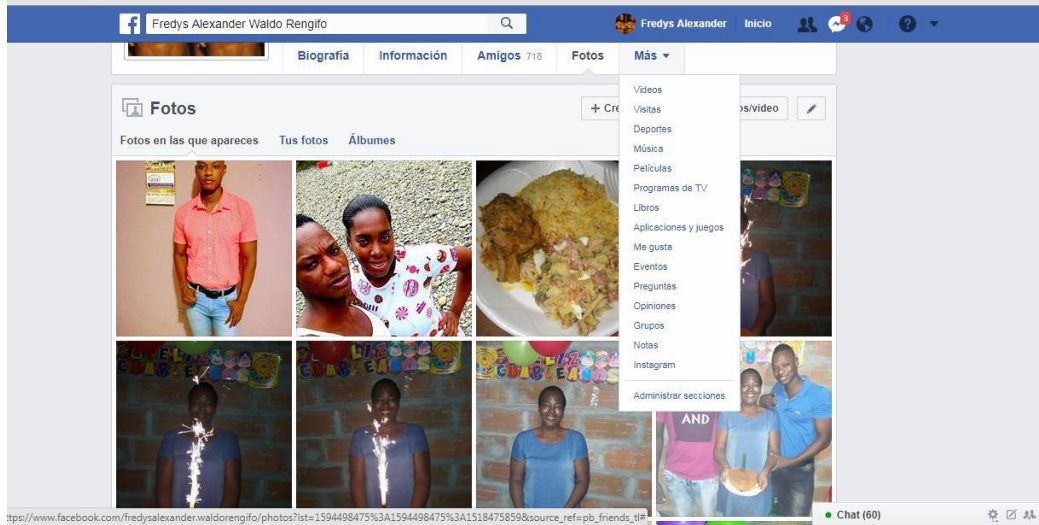 Fredys Alexander Waldo Rengifo
Fredys Alexander Inicio 3
Biografía Información Amigos 718 Fotos Más
Fotos
+ Cre
os/video
Fotos en las que apareces Tus fotos Álbumes
Videos
Visitas
Deportes
Música
Películas
Programas de TV
Libros
Aplicaciones y juegos
Me gusta
Eventos
Preguntas
Opiniones
Grupos
Notas
Instagram
Administrar secciones
AND
ttps://www.facebook.com/fredysalexander.waldorengifo/photos?lst=1594498475%3A1594498475%3A1518475859&source_ref=pb_friends_tl#
Chat (60)